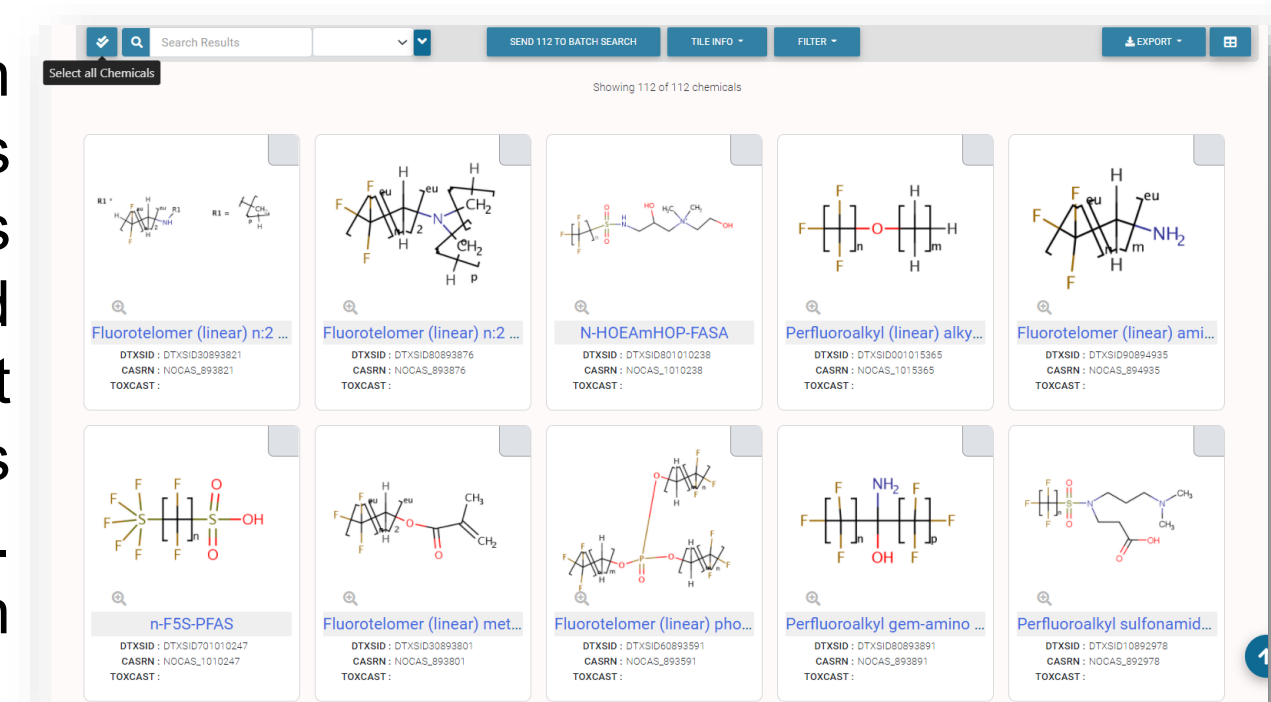 n
s
s
d
t
s
-
n
Search Results
SEND 112 TO BATCH SEARCH
TILE INFO
FILTER
EXPORT
Select all Chemicals
Showing 112 of 112 chemicals
Fluorotelomer (linear) n:2 ...
DTXSID : DTXSID30893821
CASRN : NOCAS_893821
TOXCAST :
Fluorotelomer (linear) n:2 ...
DTXSID : DTXSID80893876
CASRN : NOCAS_893876
TOXCAST :
N-HOEAmHOP-FASA
DTXSID : DTXSID801010238
CASRN : NOCAS_1010238
TOXCAST :
Perfluoroalkyl (linear) alky...
DTXSID : DTXSID001015365
CASRN : NOCAS_1015365
TOXCAST :
Fluorotelomer (linear) ami...
DTXSID : DTXSID90894935
CASRN : NOCAS_894935
TOXCAST :
n-F5S-PFAS
DTXSID : DTXSID701010247
CASRN : NOCAS_1010247
TOXCAST :
Fluorotelomer (linear) met...
DTXSID : DTXSID30893801
CASRN : NOCAS_893801
TOXCAST :
Fluorotelomer (linear) pho...
DTXSID : DTXSID60893591
CASRN : NOCAS_893591
TOXCAST :
Perfluoroalkyl gem-amino ...
DTXSID : DTXSID80893891
CASRN : NOCAS_893891
TOXCAST :
Perfluoroalkyl sulfonamid...
DTXSID : DTXSID10892978
CASRN : NOCAS_892978
TOXCAST :